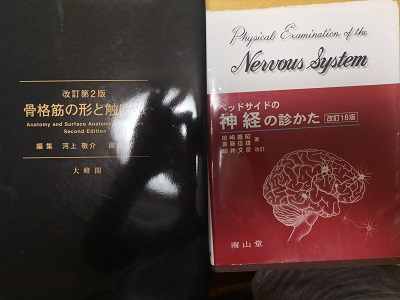 改訂第2版
骨格筋の形と触
Anatomy and Surface Anatomy
Second Edition
編集 河上 敬介
大峰閣
Physical Examination of the
Nervous System
ベッドサイドの
神経の診かた 改訂18版
田崎義昭
斎藤佳雄 著
坂井文彦 改訂
南山堂